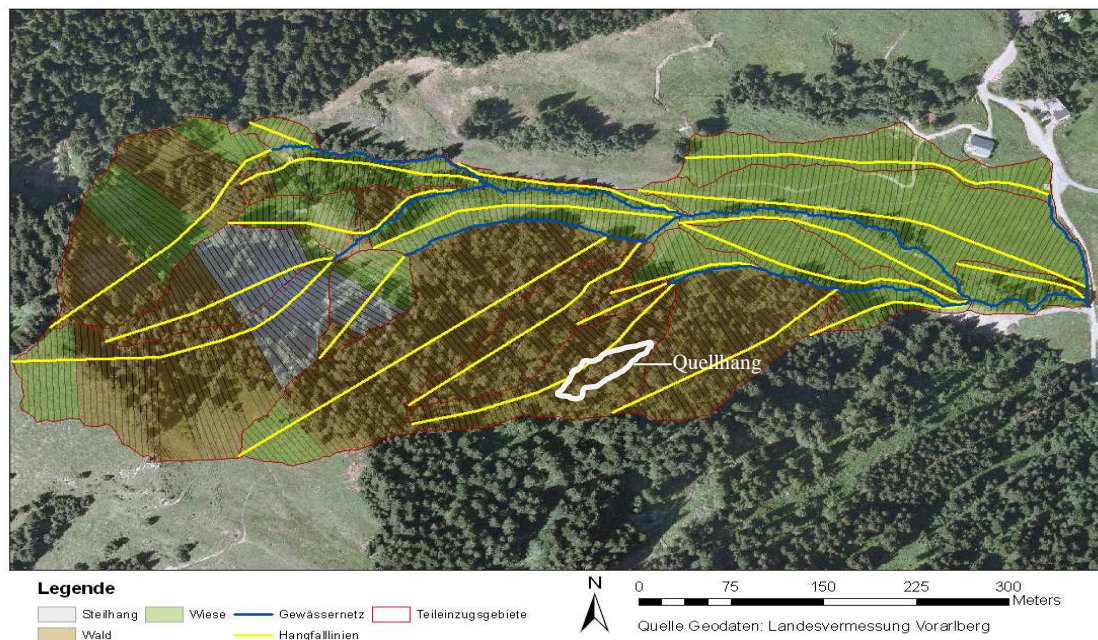 Quellhang
Legende
Steilhang Wiese Gewässernetz Teileinzugsgebiete
Wald Hangfalllinien
N
0 75 150 225 300
Meters
Quelle Geodaten: Landesvermessung Vorarlberg